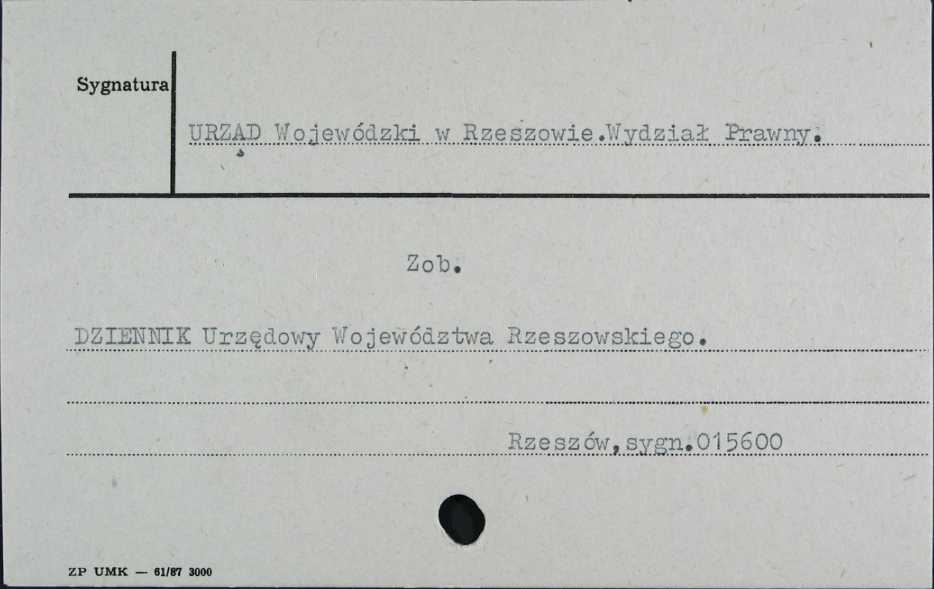 Sygnatura
URZĄD Wojewódzki w Rzeszowie.Wydział Prawny.
Zob.
DZIENNIK Urzędowy Województwa Rzeszowskiego.
Rzeszów,sygn.015600
ZP UMK — 61/87 3000